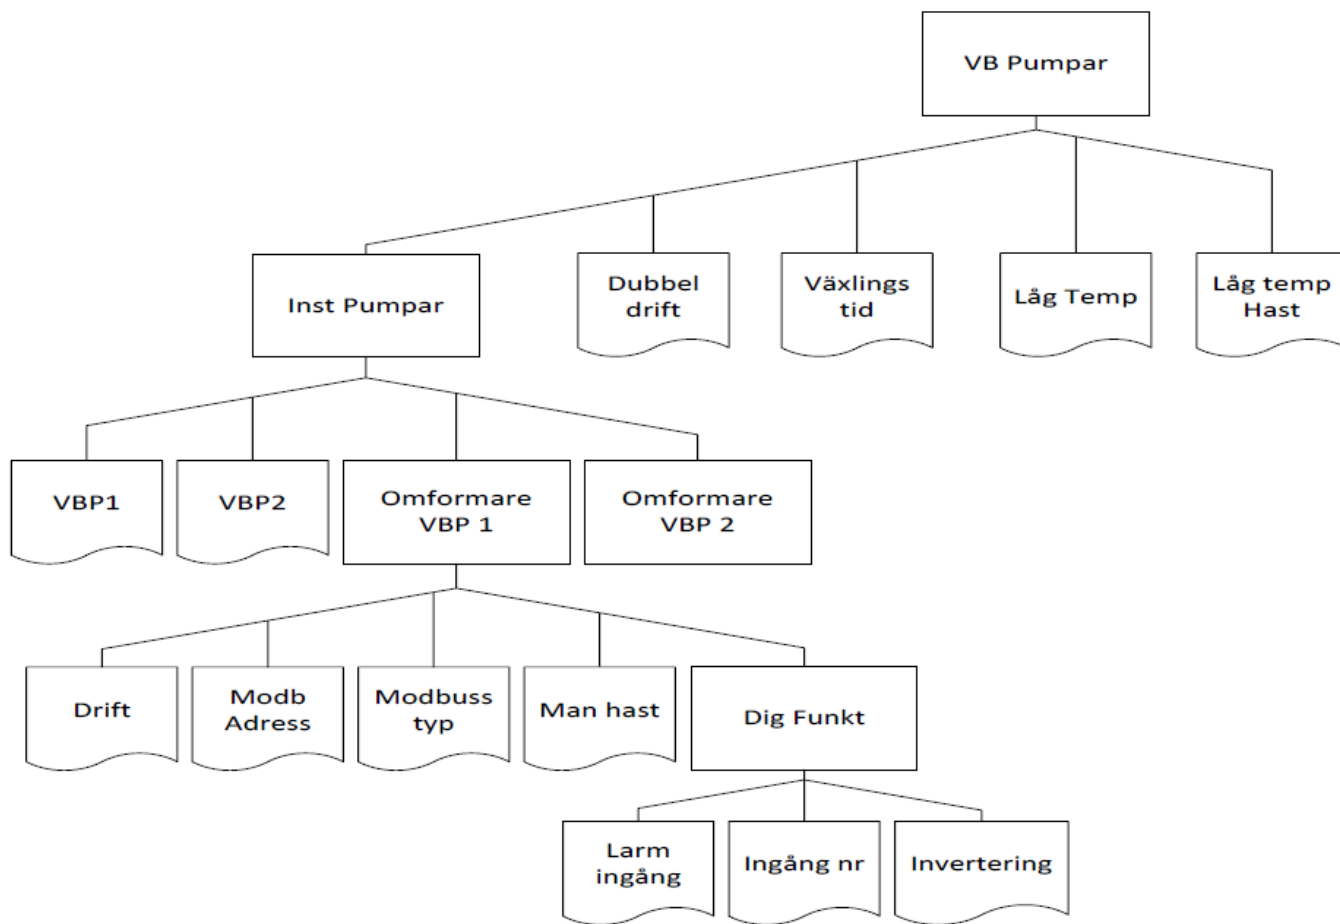 VB Pumpar
Inst Pumpar
Dubbel
drift
Växlings
tid
Låg Temp
Låg temp
Hast
VBP1
VBP2
Omformare
VBP 1
Omformare
VBP 2
Drift
Modb
Adress
Modbuss
typ
Man hast
Dig Funkt
Larm
ingång
Ingång nr
Invertering